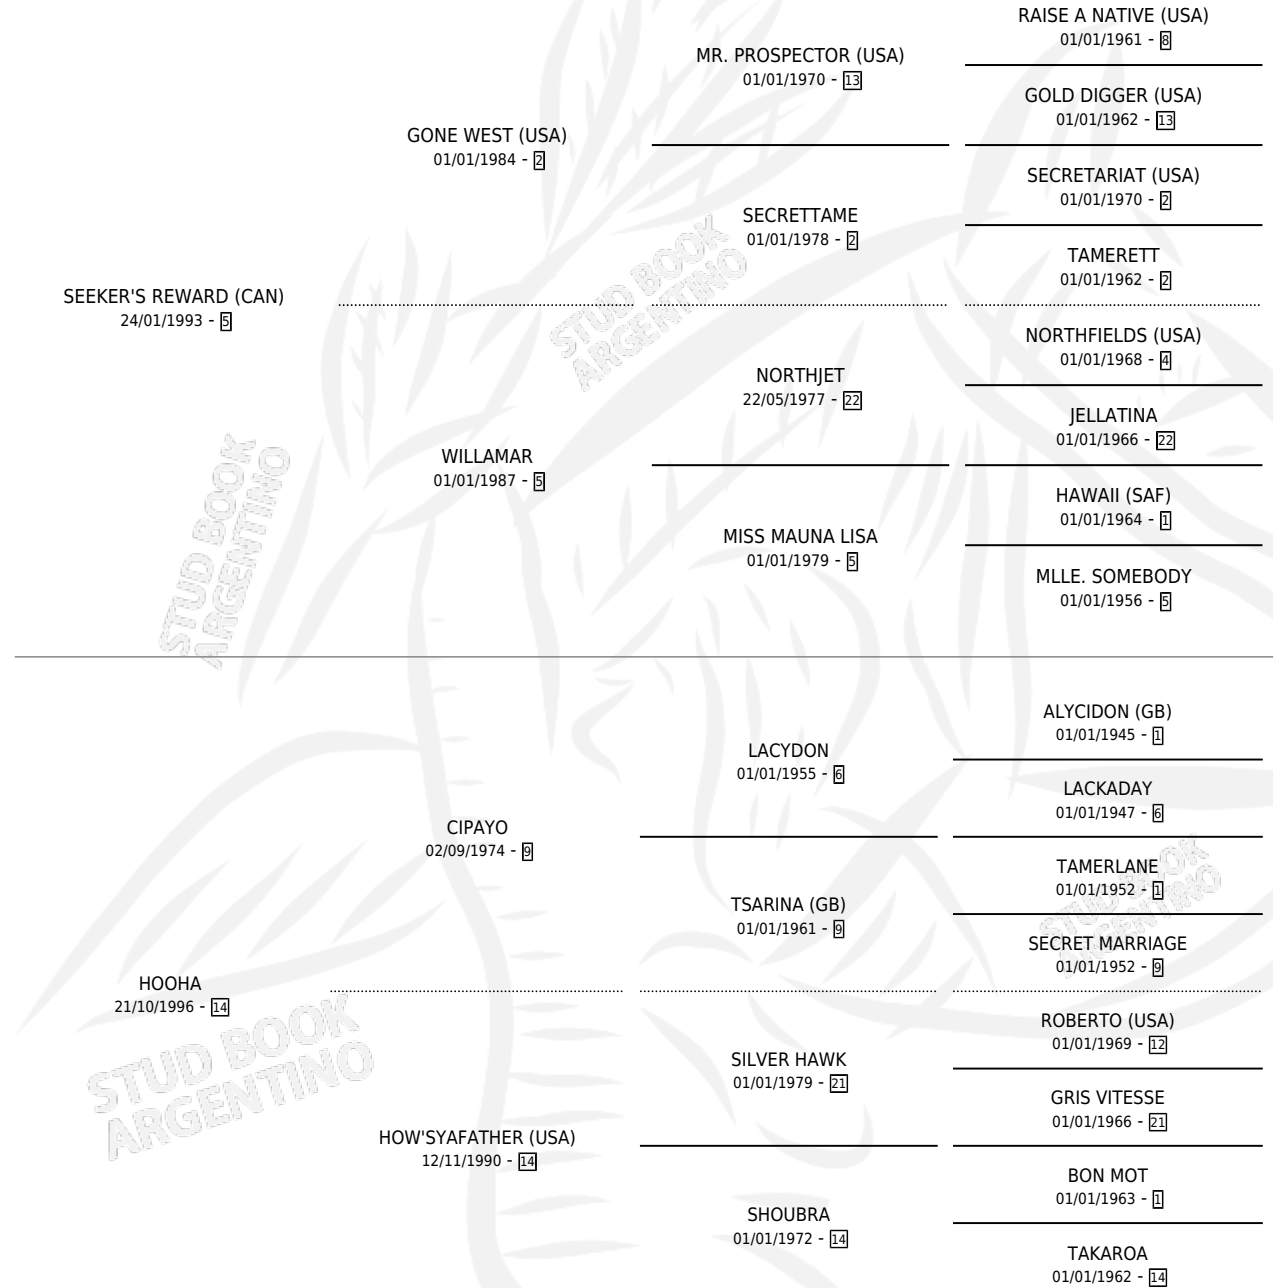 RAISE A NATIVE (USA)
01/01/1961 - 8
MR. PROSPECTOR (USA)
01/01/1970 - 13
GOLD DIGGER (USA)
01/01/1962 - 13
GONE WEST (USA)
01/01/1984 - 2
SECRETARIAT (USA)
01/01/1970 - 2
SECRETTAME
01/01/1978 - 2
TAMERETT
01/01/1962 - 2
SEEKER'S REWARD (CAN)
24/01/1993 - 5
NORTHFIELDS (USA)
01/01/1968 - 4
NORTHJET
22/05/1977 - 22
JELLATINA
01/01/1966 - 22
WILLAMAR
01/01/1987 - 5
HAWAII (SAF)
01/01/1964 - 1
MISS MAUNA LISA
01/01/1979 - 5
MLLE. SOMEBODY
01/01/1956 - 5
ALYCIDON (GB)
01/01/1945 - 1
LACYDON
01/01/1955 - 6
LACKADAY
01/01/1947 - 6
CIPAYO
02/09/1974 - 9
TAMERLANE
01/01/1952 - 1
TSARINA (GB)
01/01/1961 - 9
SECRET MARRIAGE
01/01/1952 - 9
HOOHA
21/10/1996 - 14
ROBERTO (USA)
01/01/1969 - 12
SILVER HAWK
01/01/1979 - 21
GRIS VITESSE
01/01/1966 - 21
HOW'SYAFATHER (USA)
12/11/1990 - 14
BON MOT
01/01/1963 - 1
SHOUBRA
01/01/1972 - 14
TAKAROA
01/01/1962 - 14
STUD BOOK
ARGENTINO
STUD BOOK
ARGENTINO
STUD BOOK
ARGENTINO
STUD BOOK
ARGENTINO